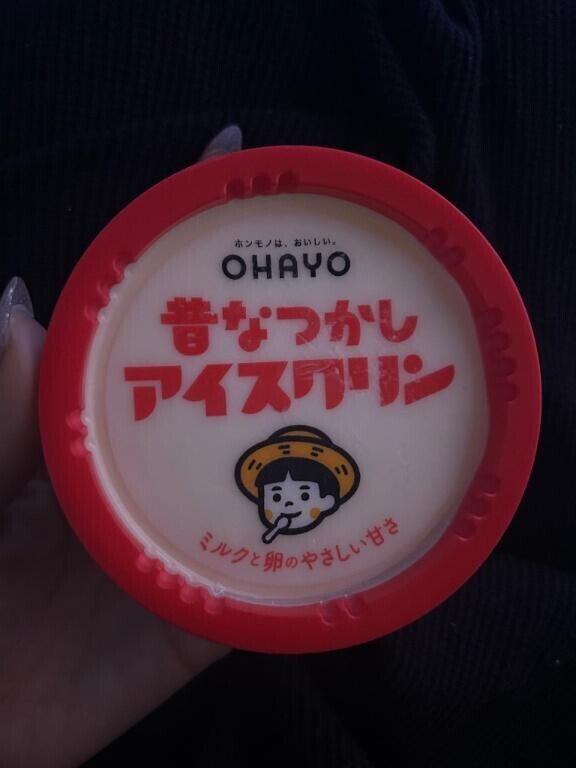 ホンモノは、おいしい。
OHAYO
昔なつかし
アイスクリン
ミルクと卵のやさしい甘さ